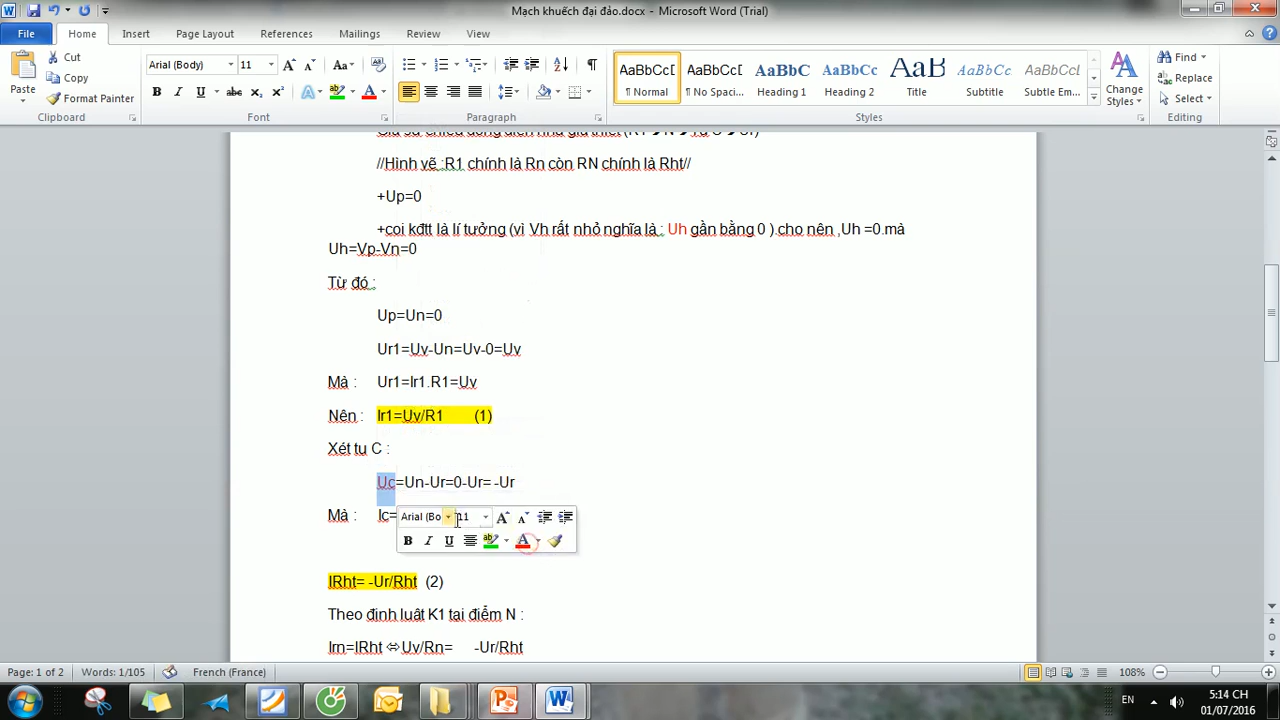 Mạch khuếch đại đảo.docx - Microsoft Word (Trial)
File Home Insert Page Layout References Mailings Review View
Paste
Cut
Copy
Format Painter
Clipboard
Arial (Body) 11
Font
Paragraph
AaBbCcD AaBbCcD AaBbC AaBbCc AaB AaBbCc AaBbCcD
¶ Normal ¶ No Spaci... Heading 1 Heading 2 Title Subtitle Subtle Em...
Change Styles
Styles
Find
Replace
Select
Editing
//Hình vẽ :R1 chính là Rn còn RN chính là Rht//
+Up=0
+coi kđtt là lí tưởng (vì Vh rất nhỏ nghĩa là : Uh gần bằng 0 ).cho nên ,Uh =0.mà
Uh=Vp-Vn=0
Từ đó :
Up=Un=0
Ur1=Uv-Un=Uv-0=Uv
Mà : Ur1=Ir1.R1=Uv
Nên : Ir1=Uv/R1 (1)
Xét tụ C :
Uc=Un-Ur=0-Ur= -Ur
Mà : Ic=
Arial (Bo 11
IRht= -Ur/Rht (2)
Theo định luật K1 tại điểm N :
Irn=IRht ⇔Uv/Rn= -Ur/Rht
Page: 1 of 2 Words: 1/105 French (France) 108%
EN 5:14 CH
01/07/2016